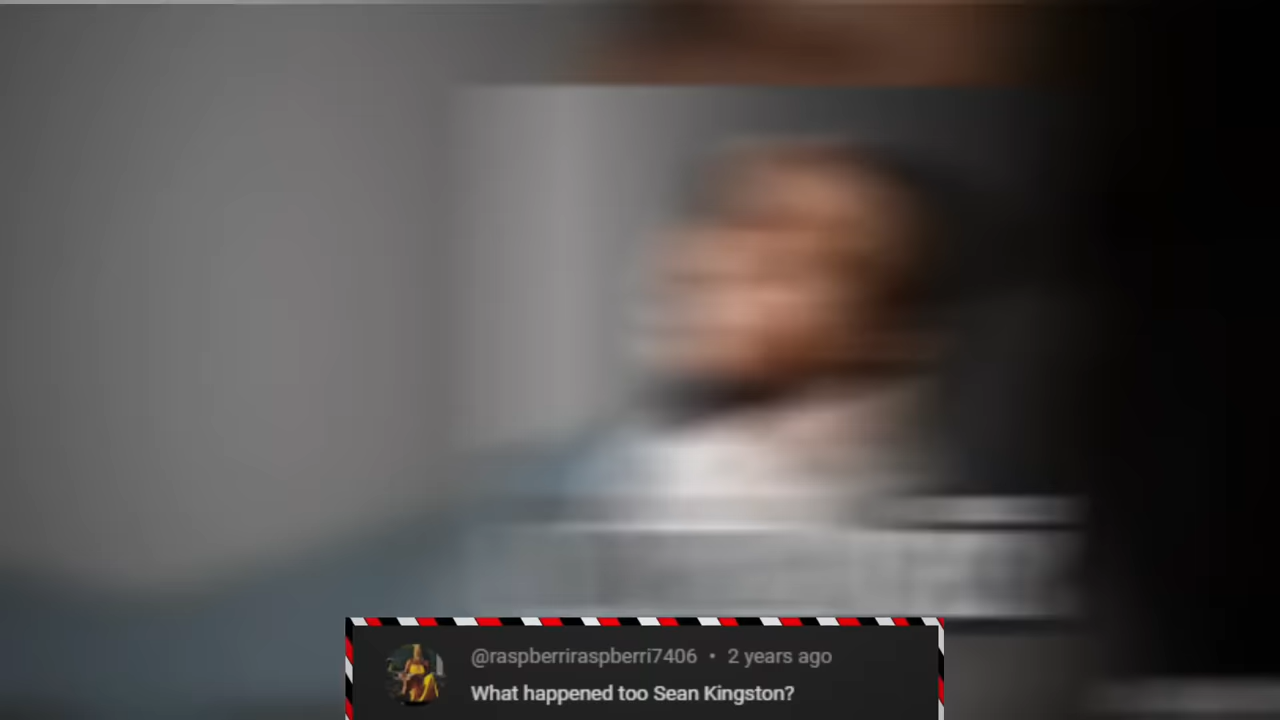 @raspberriraspberri7406 • 2 years ago
What happened too Sean Kingston?